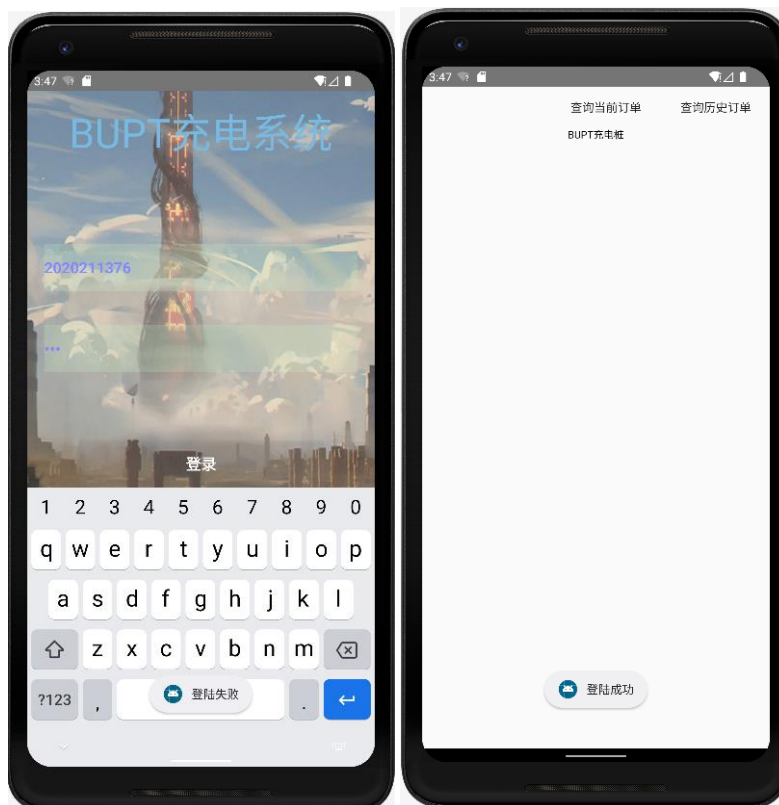 3:47
BUPT充电系统
2020211376
•••
登录
1 2 3 4 5 6 7 8 9 0
q w e r t y u i o p
a s d f g h j k l
z x c v b n m
?123 , 登陆失败 .
3:47
查询当前订单 查询历史订单
BUPT充电桩
登陆成功